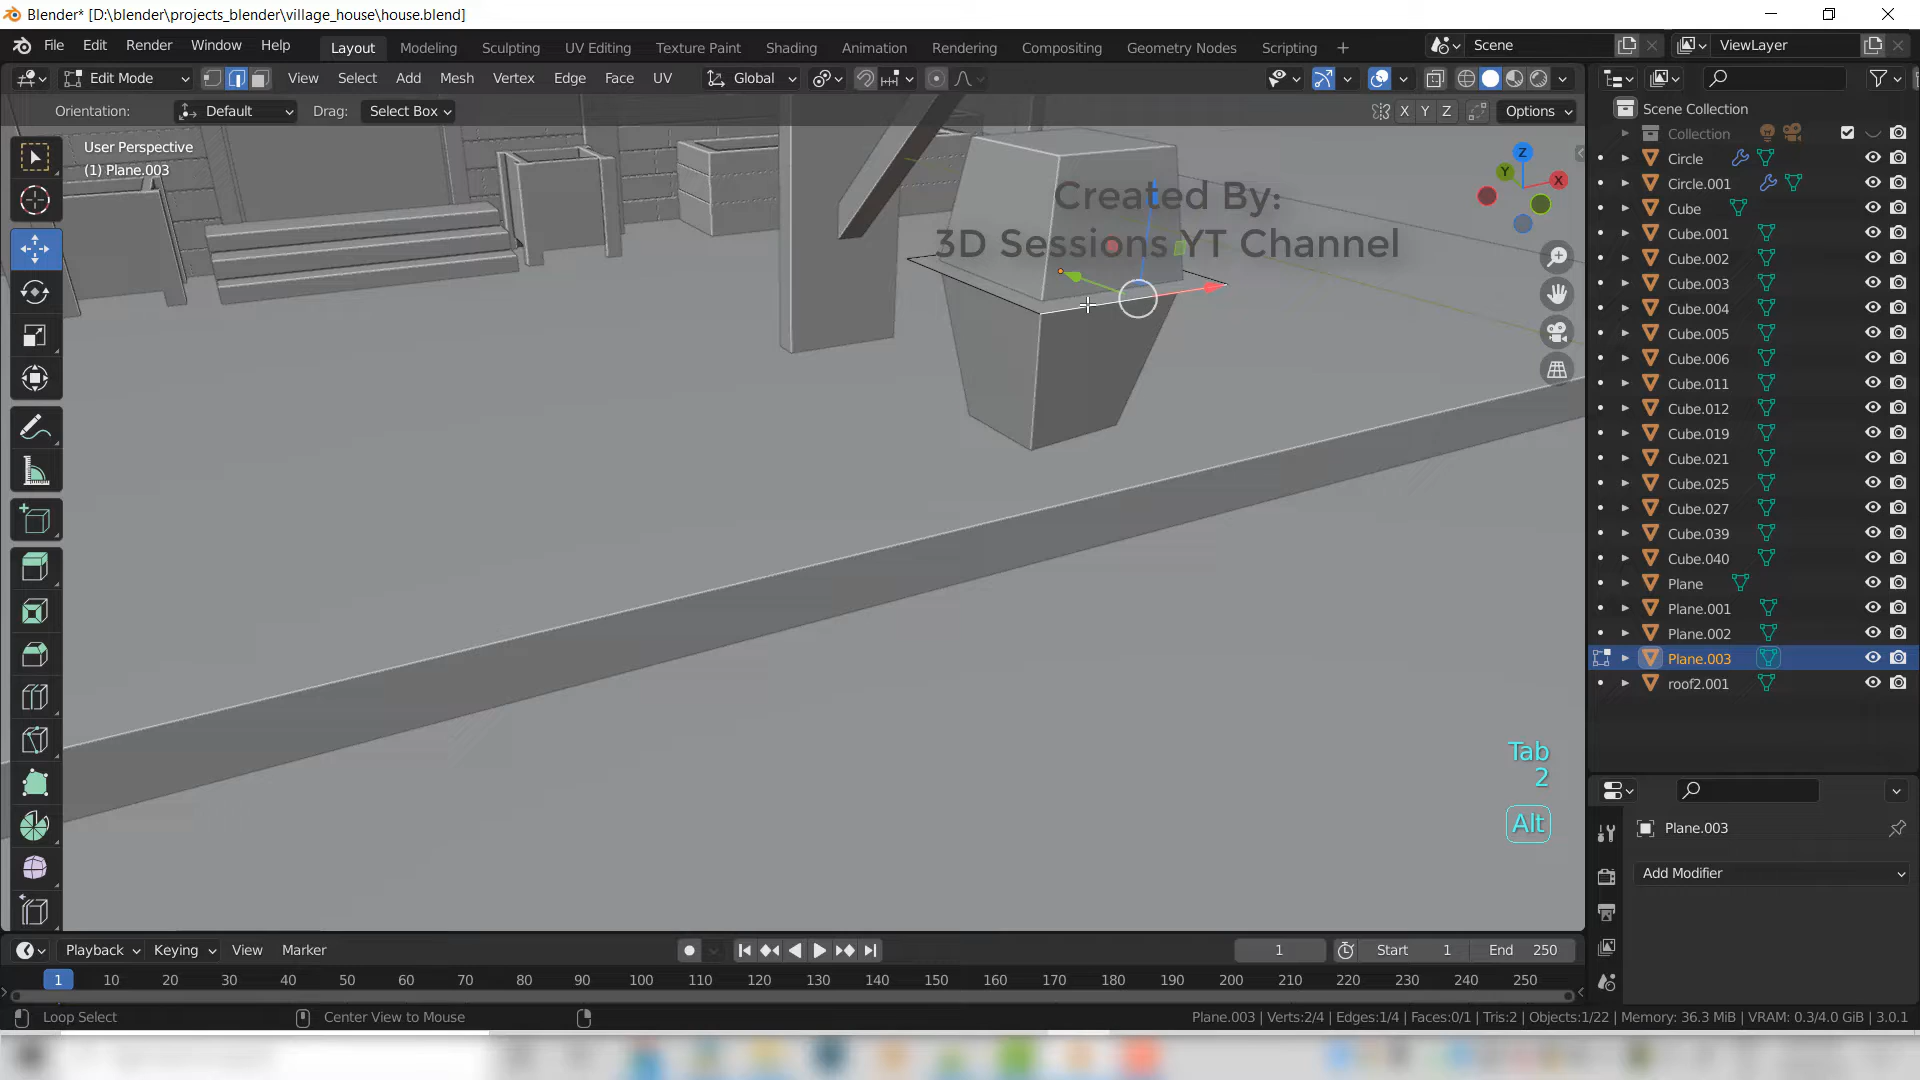 Blender* [D:\blender\projects_blender\village_house\house.blend]
File Edit Render Window Help Layout Modeling Sculpting UV Editing Texture Paint Shading Animation Rendering Compositing Geometry Nodes Scripting + Scene ViewLayer
Edit Mode View Select Add Mesh Vertex Edge Face UV Global
Orientation: Default Drag: Select Box X Y Z Options
User Perspective
(1) Plane.003
Created By:
3D Sessions YT Channel
Z
Y
X
Scene Collection
Collection
Circle
Circle.001
Cube
Cube.001
Cube.002
Cube.003
Cube.004
Cube.005
Cube.006
Cube.011
Cube.012
Cube.019
Cube.021
Cube.025
Cube.027
Cube.039
Cube.040
Plane
Plane.001
Plane.002
Plane.003
roof2.001
Tab
2
Alt
Plane.003
Add Modifier
Playback Keying View Marker 1 Start 1 End 250
1 10 20 30 40 50 60 70 80 90 100 110 120 130 140 150 160 170 180 190 200 210 220 230 240 250
Loop Select Center View to Mouse Plane.003 | Verts:2/4 | Edges:1/4 | Faces:0/1 | Tris:2 | Objects:1/22 | Memory: 36.3 MiB | VRAM: 0.3/4.0 GiB | 3.0.1